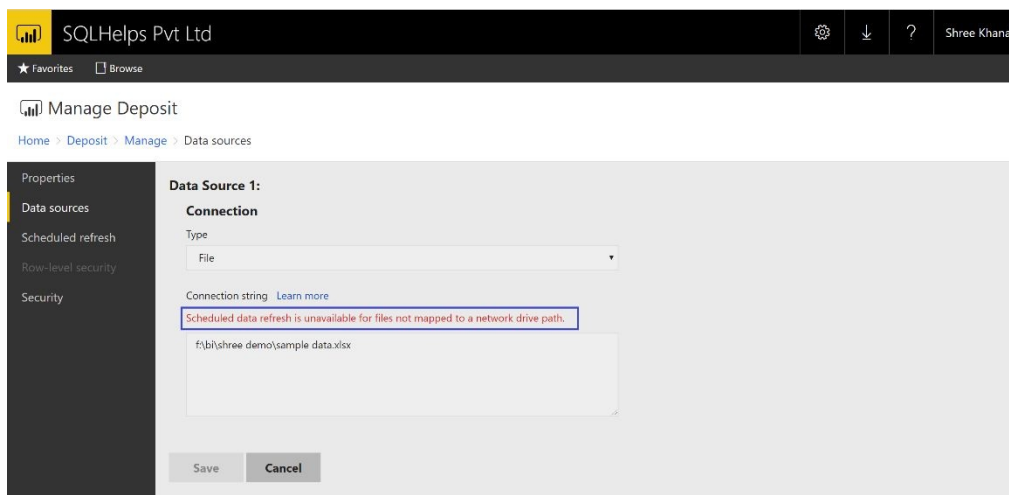 SQLHelps Pvt Ltd
?
Shree Khana
Favorites Browse
Manage Deposit
Home > Deposit > Manage > Data sources
Properties
Data sources
Scheduled refresh
Row-level security
Security
Data Source 1:
Connection
Type
File
Connection string Learn more
Scheduled data refresh is unavailable for files not mapped to a network drive path.
f:\bi\shree demo\sample data.xlsx
Save Cancel